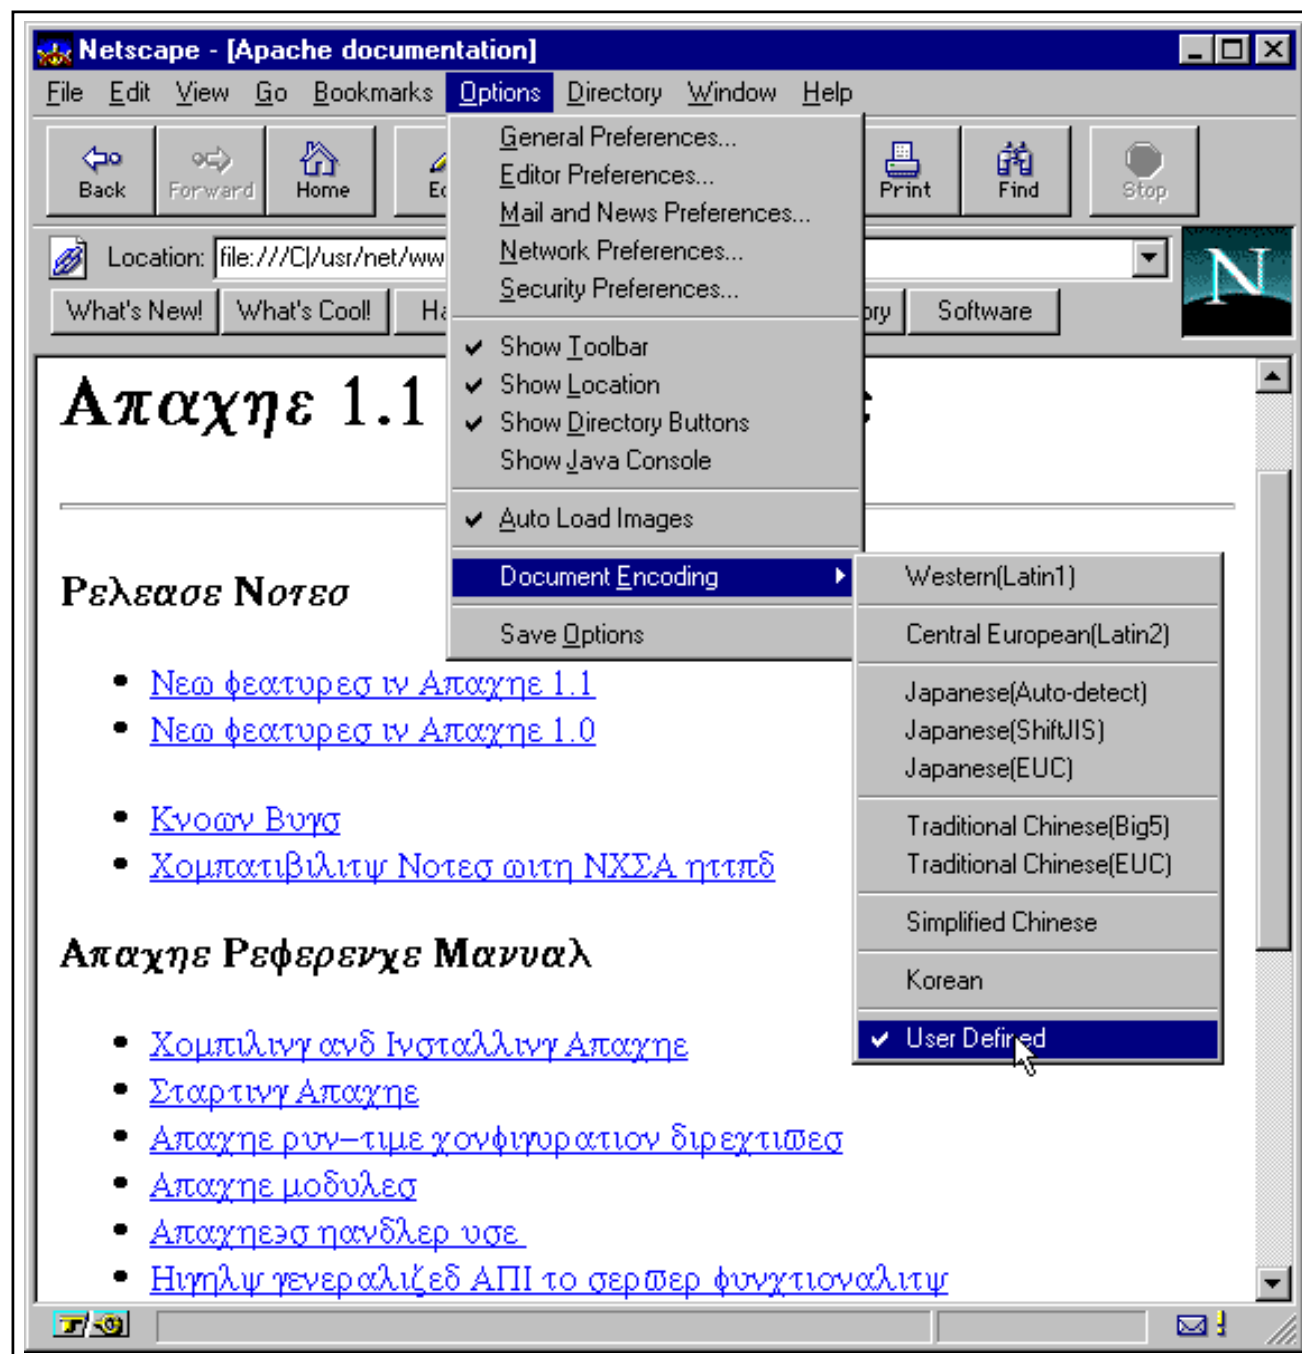 Netscape - [Apache documentation]
File Edit View Go Bookmarks Options Directory Window Help
Back Forward Home Print Find Stop
Location: file:///C|/usr/net/ww
What's New! What's Cool! Software
General Preferences...
Editor Preferences...
Mail and News Preferences...
Network Preferences...
Security Preferences...
Show Toolbar
Show Location
Show Directory Buttons
Show Java Console
Auto Load Images
Document Encoding
Save Options
Western(Latin1)
Central European(Latin2)
Japanese(Auto-detect)
Japanese(ShiftJIS)
Japanese(EUC)
Traditional Chinese(Big5)
Traditional Chinese(EUC)
Simplified Chinese
Korean
User Defined
Απαχηε 1.1
Ρελεασε Νοτεσ
Νεω φεατυρεσ ιν Απαχηε 1.1
Νεω φεατυρεσ ιν Απαχηε 1.0
Κνοων Βυγσ
Χομπατιβιλιτψ Νοτεσ ωιτη ΝΧΣΑ ηττπδ
Απαχηε Ρεφερενχε Μανυαλ
Χομπιλινγ ανδ Ινσταλλινγ Απαχηε
Σταρτινγ Απαχηε
Απαχηε ρυν–τιμε χονφιγυρατιον διρεχτιϖεσ
Απαχηε μοδυλεσ
Απαχηε∍σ ηανδλερ υσε
Ηιγηλψ γενεραλιζεδ ΑΠΙ το σερϖερ φυνχτιοναλιτψ